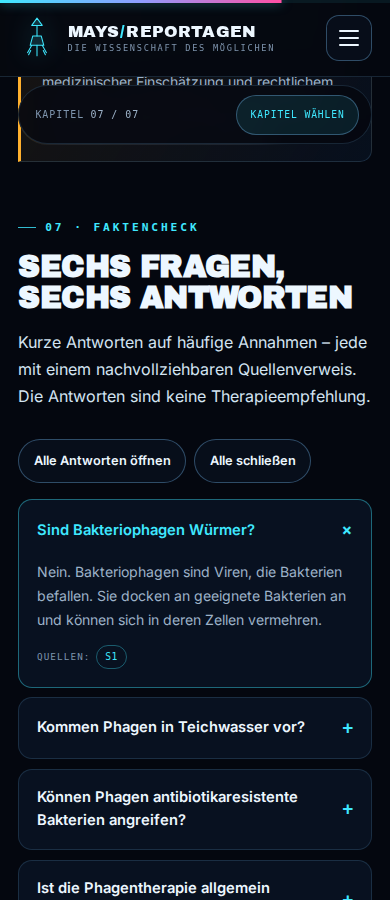 MAYS/REPORTAGEN
DIE WISSENSCHAFT DES MÖGLICHEN
medizinischer Einschätzung und rechtlichem
KAPITEL 07 / 07
KAPITEL WÄHLEN
07 · FAKTENCHECK
SECHS FRAGEN,
SECHS ANTWORTEN
Kurze Antworten auf häufige Annahmen – jede
mit einem nachvollziehbaren Quellenverweis.
Die Antworten sind keine Therapieempfehlung.
Alle Antworten öffnen
Alle schließen
Sind Bakteriophagen Würmer? ×
Nein. Bakteriophagen sind Viren, die Bakterien
befallen. Sie docken an geeignete Bakterien an
und können sich in deren Zellen vermehren.
QUELLEN: S1
Kommen Phagen in Teichwasser vor? +
Können Phagen antibiotikaresistente
Bakterien angreifen? +
Ist die Phagentherapie allgemein